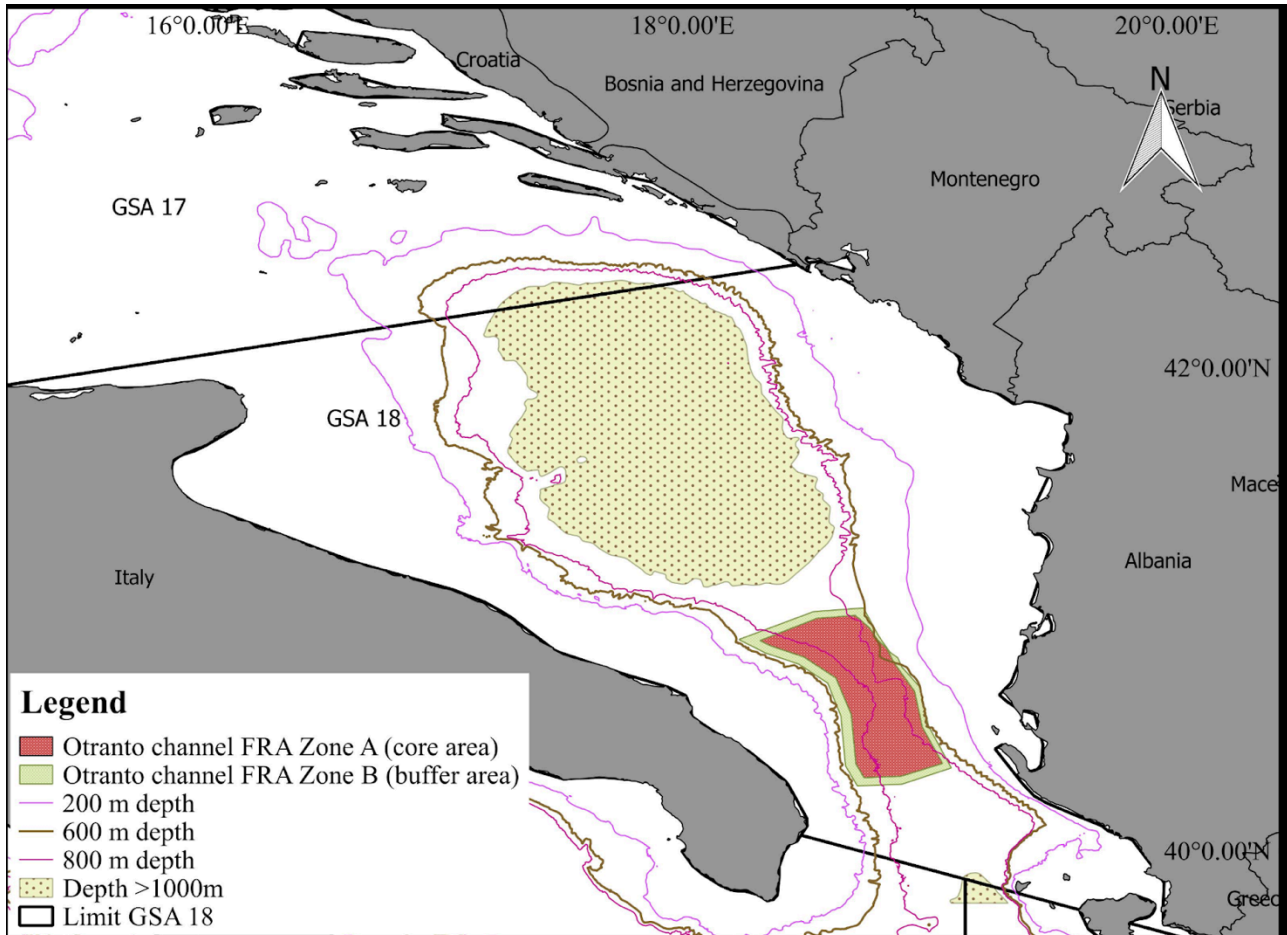 16°0.00'E
18°0.00'E
20°0.00'E
Croatia
Bosnia and Herzegovina
N
Serbia
Montenegro
GSA 17
42°0.00'N
GSA 18
Mace
Albania
Italy
Legend
Otranto channel FRA Zone A (core area)
Otranto channel FRA Zone B (buffer area)
200 m depth
600 m depth
800 m depth
Depth >1000m
Limit GSA 18
40°0.00'N
Greec